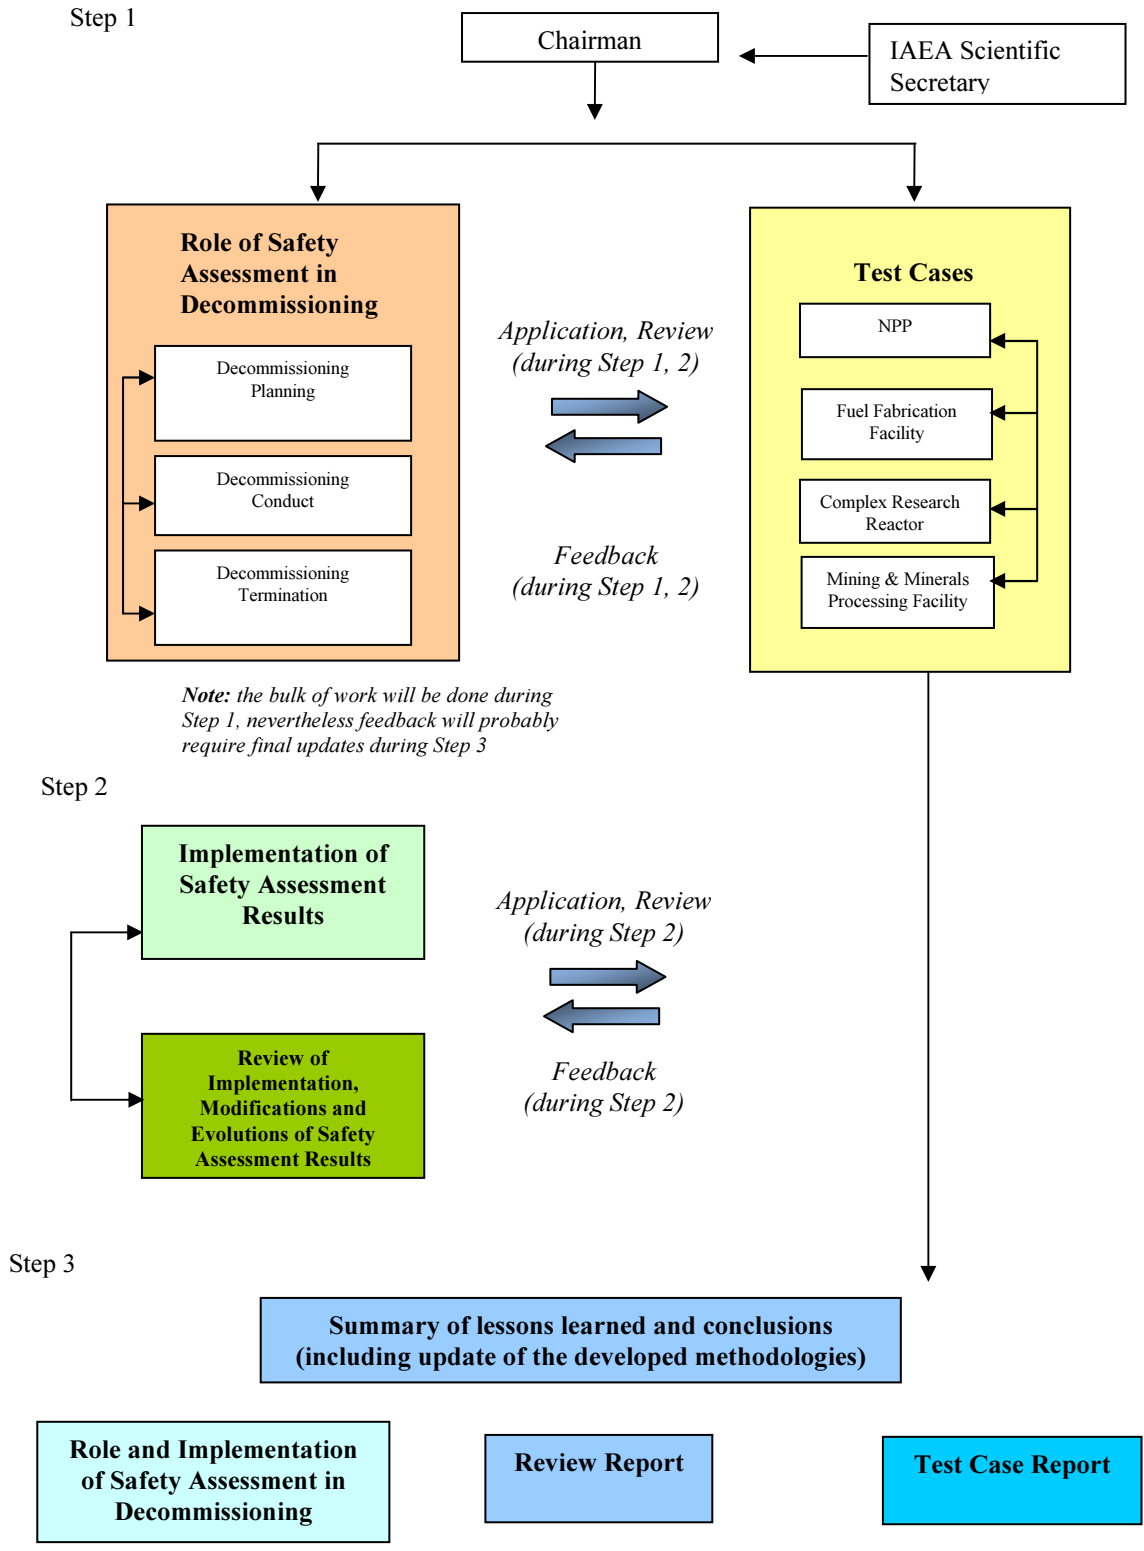 Step 1
Chairman
IAEA Scientific
Secretary
Role of Safety
Assessment in
Decommissioning
Decommissioning
Planning
Decommissioning
Conduct
Decommissioning
Termination
Application, Review
(during Step 1, 2)
Feedback
(during Step 1, 2)
Test Cases
NPP
Fuel Fabrication
Facility
Complex Research
Reactor
Mining & Minerals
Processing Facility
Note: the bulk of work will be done during
Step 1, nevertheless feedback will probably
require final updates during Step 3
Step 2
Implementation of
Safety Assessment
Results
Review of
Implementation,
Modifications and
Evolutions of Safety
Assessment Results
Application, Review
(during Step 2)
Feedback
(during Step 2)
Step 3
Summary of lessons learned and conclusions
(including update of the developed methodologies)
Role and Implementation
of Safety Assessment in
Decommissioning
Review Report
Test Case Report